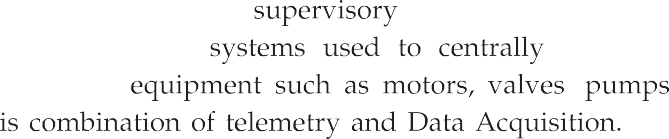 supervisory
systems used to centrally
equipment such as motors, valves pumps
is combination of telemetry and Data Acquisition.